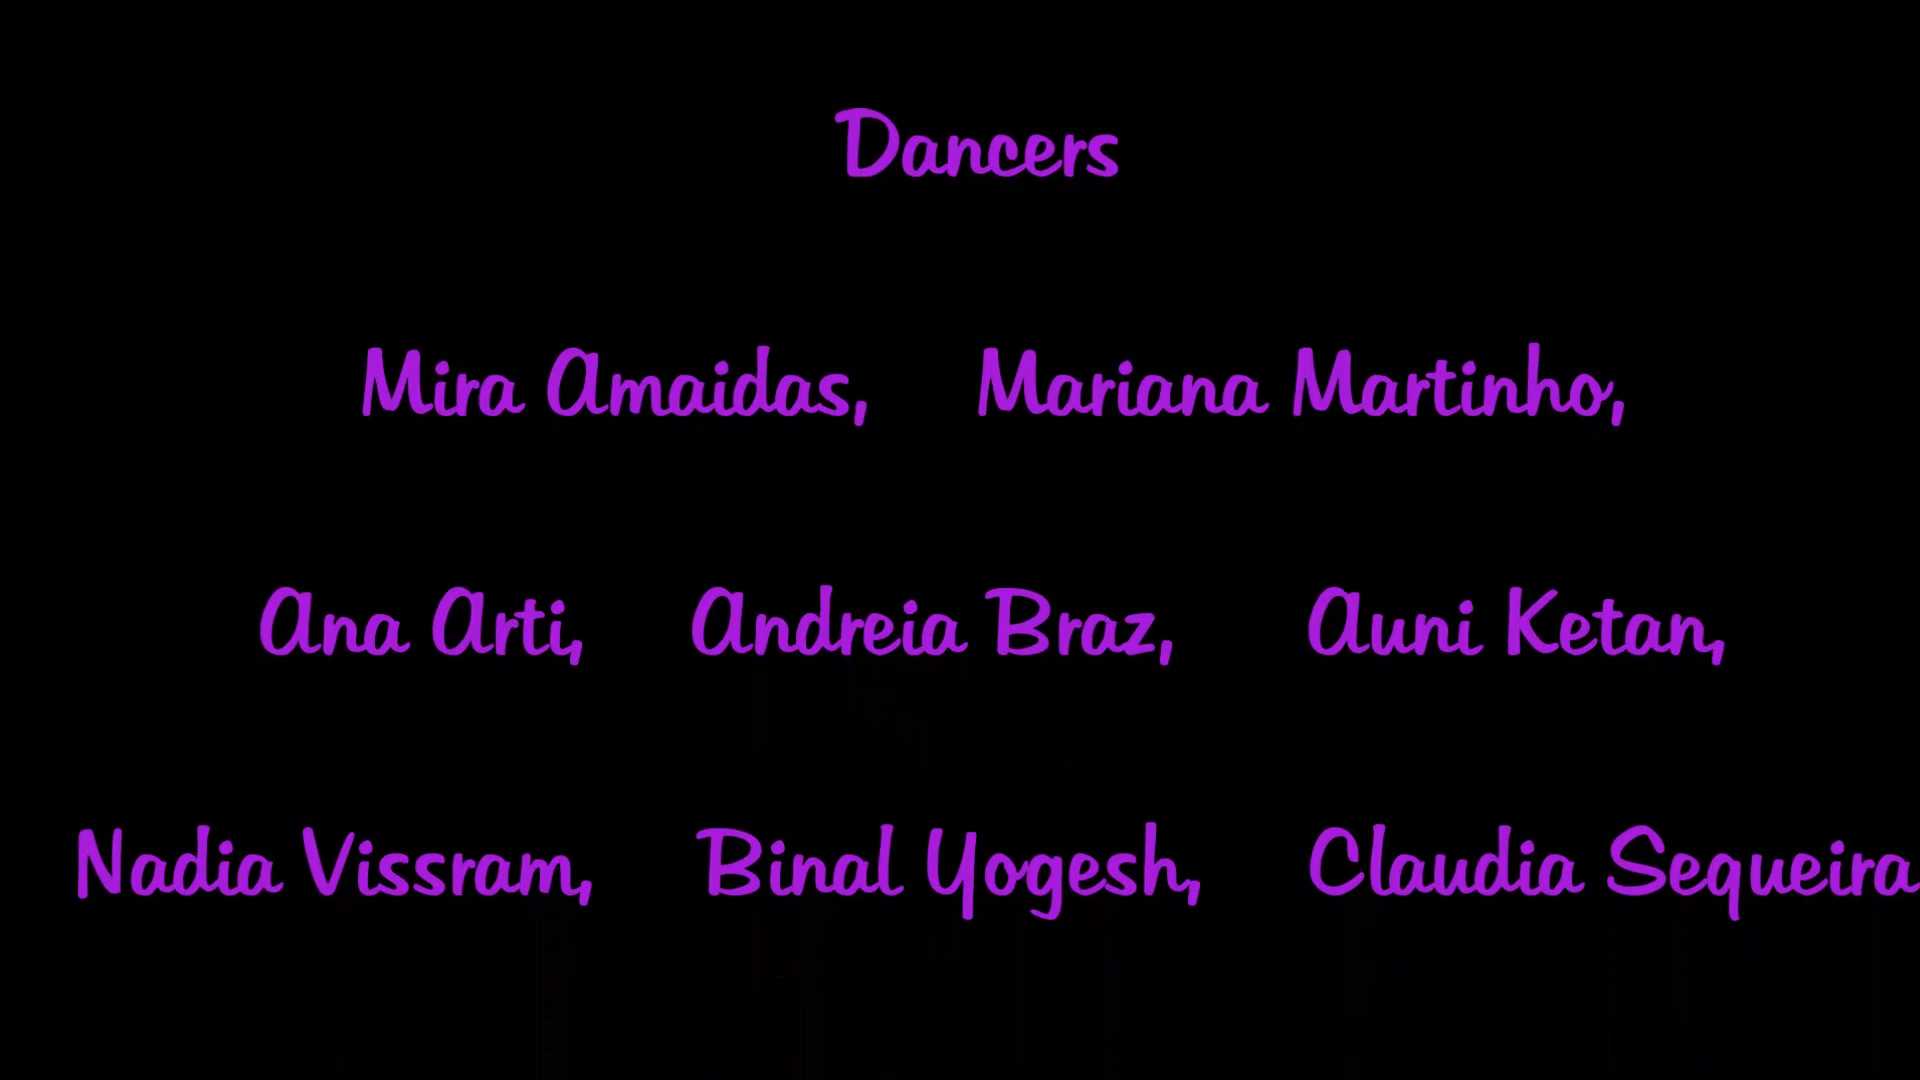 Dancers
Mira Amaidas, Mariana Martinho,
Ana Arti, Andreia Braz, Auni Ketan,
Nadia Vissram, Binal Yogesh, Claudia Sequeira